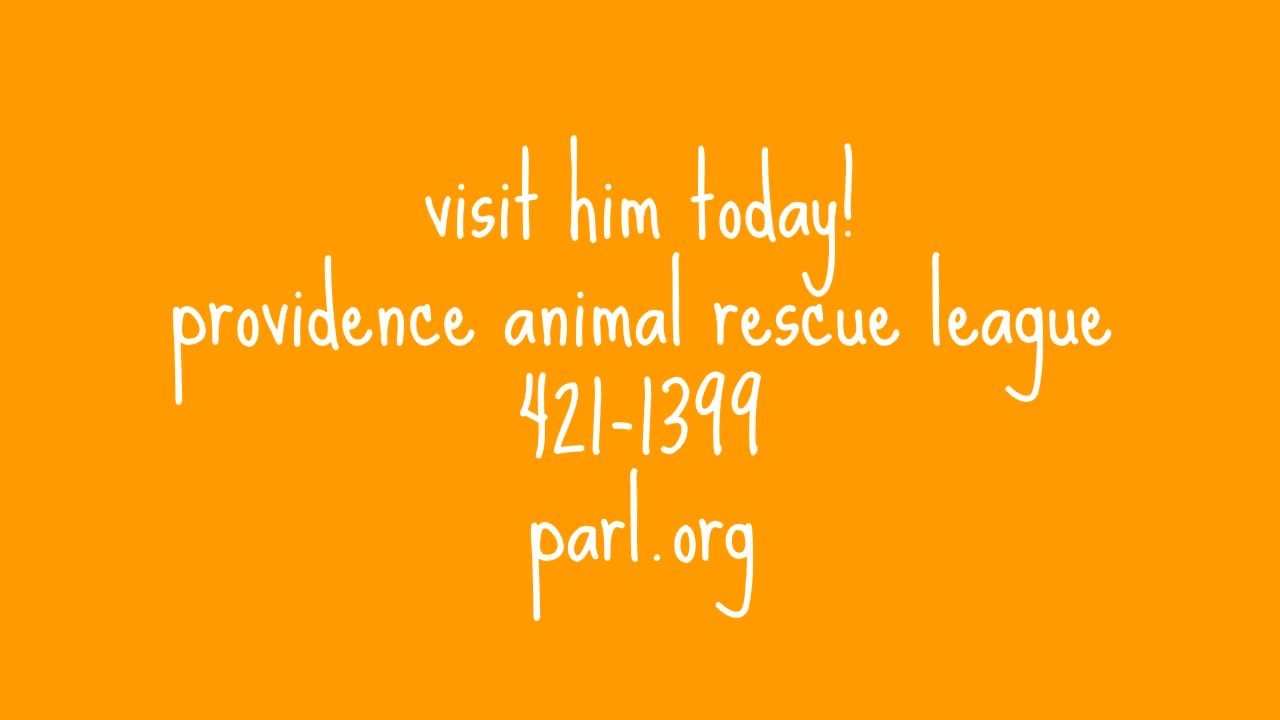 visit him today!
providence animal rescue league
421-1399
parl.org